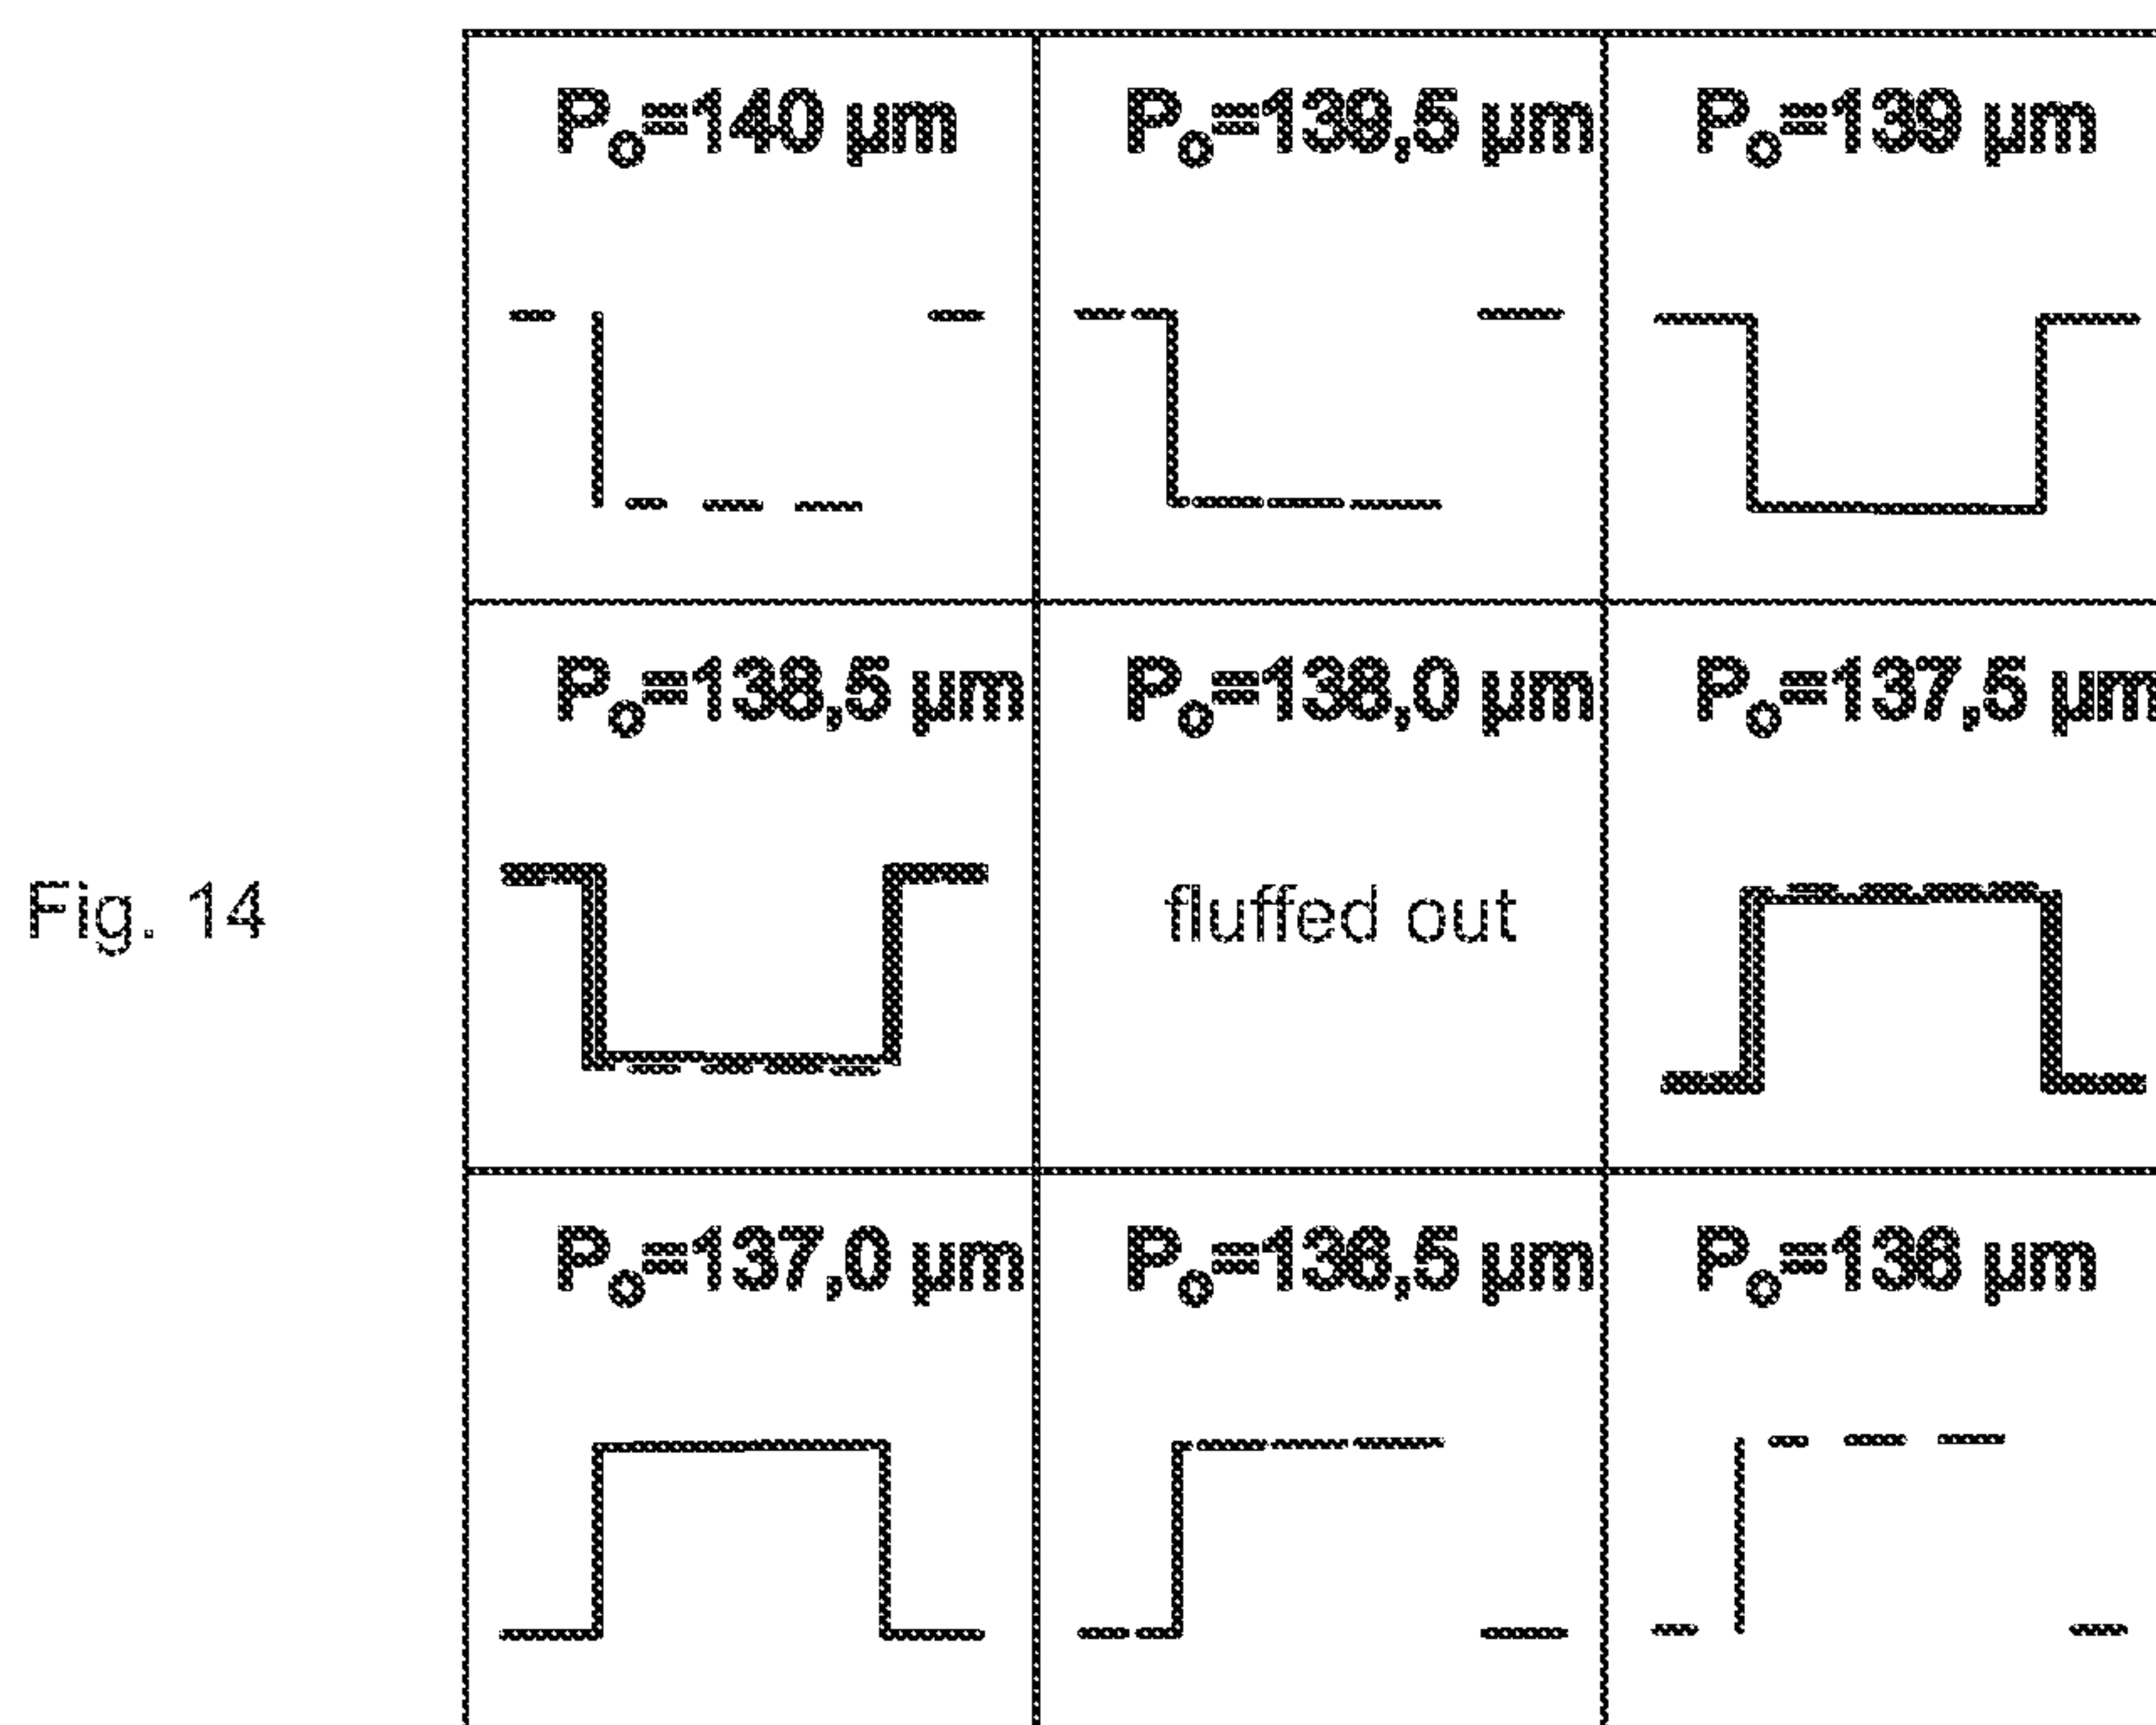 Po=140 µm
Po=139,5 µm
Po=139 µm
Po=138,5 µm
Po=138,0 µm
Po=137,5 µm
Fig. 14
fluffed out
Po=137,0 µm
Po=136,5 µm
Po=136 µm